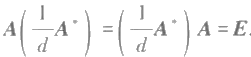 A ( 1/d A* ) = ( 1/d A* ) A = E.